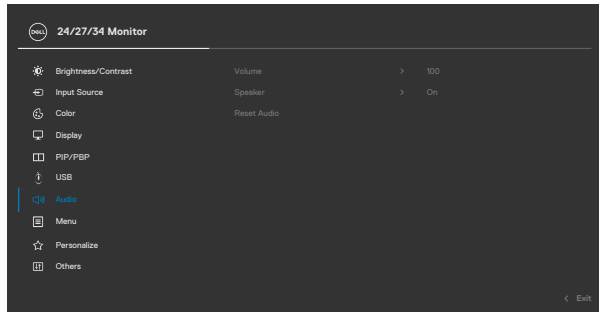 DELL 24/27/34 Monitor
Brightness/Contrast Volume > 100
Input Source Speaker > On
Color Reset Audio
Display
PIP/PBP
USB
Audio
Menu
Personalize
Others
< Exit